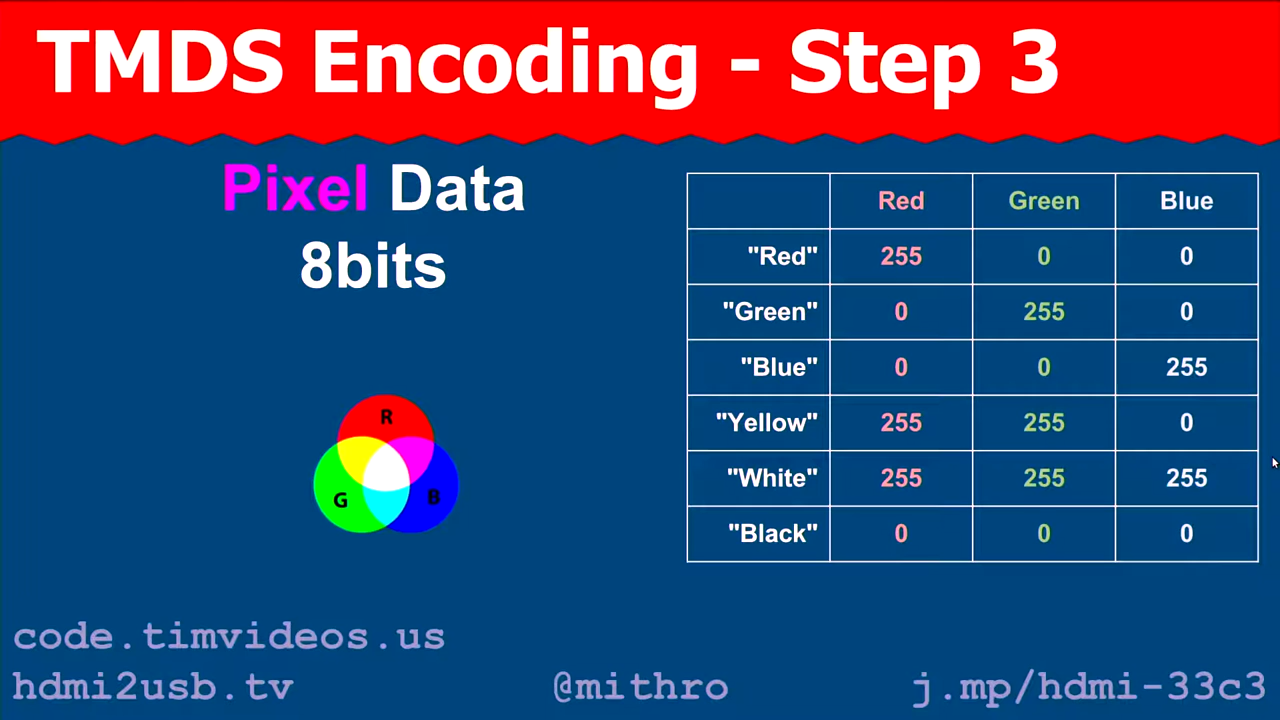 TMDS Encoding - Step 3
Pixel Data
8bits
R
G B
Red Green Blue
"Red" 255 0 0
"Green" 0 255 0
"Blue" 0 0 255
"Yellow" 255 255 0
"White" 255 255 255
"Black" 0 0 0
code.timvideos.us
hdmi2usb.tv @mithro j.mp/hdmi-33c3